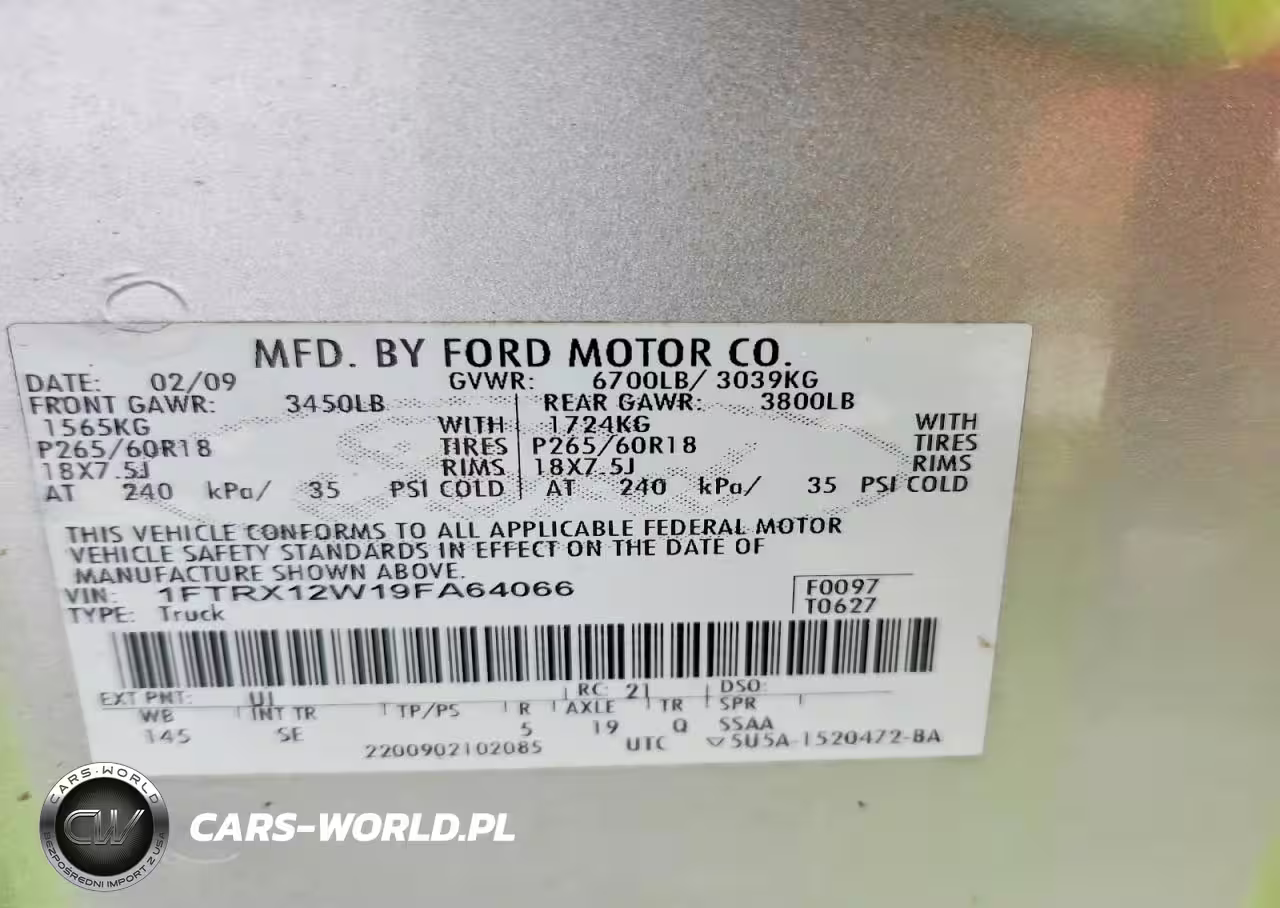 MFD. BY FORD MOTOR CO.
DATE: 02/09 GVWR: 6700LB/ 3039KG
FRONT GAWR: 3450LB REAR GAWR: 3800LB
1565KG WITH 1724KG WITH
P265/60R18 TIRES P265/60R18 TIRES
18X7.5J RIMS 18X7.5J RIMS
AT 240 kPa/ 35 PSI COLD AT 240 kPa/ 35 PSI COLD
THIS VEHICLE CONFORMS TO ALL APPLICABLE FEDERAL MOTOR
VEHICLE SAFETY STANDARDS IN EFFECT ON THE DATE OF
MANUFACTURE SHOWN ABOVE.
VIN: 1FTRX12W19FA64066 F0097
TYPE: Truck T0627
EXT PNT: UI RC: 21 DSO:
WB INT TR TP/PS R AXLE TR SPR
145 SE 5 19 Q SSAA
2200902102085 UTC ▽5U5A-1520472-BA
CARS-WORLD
CW
BEZPOŚREDNI IMPORT Z USA
CARS-WORLD.PL